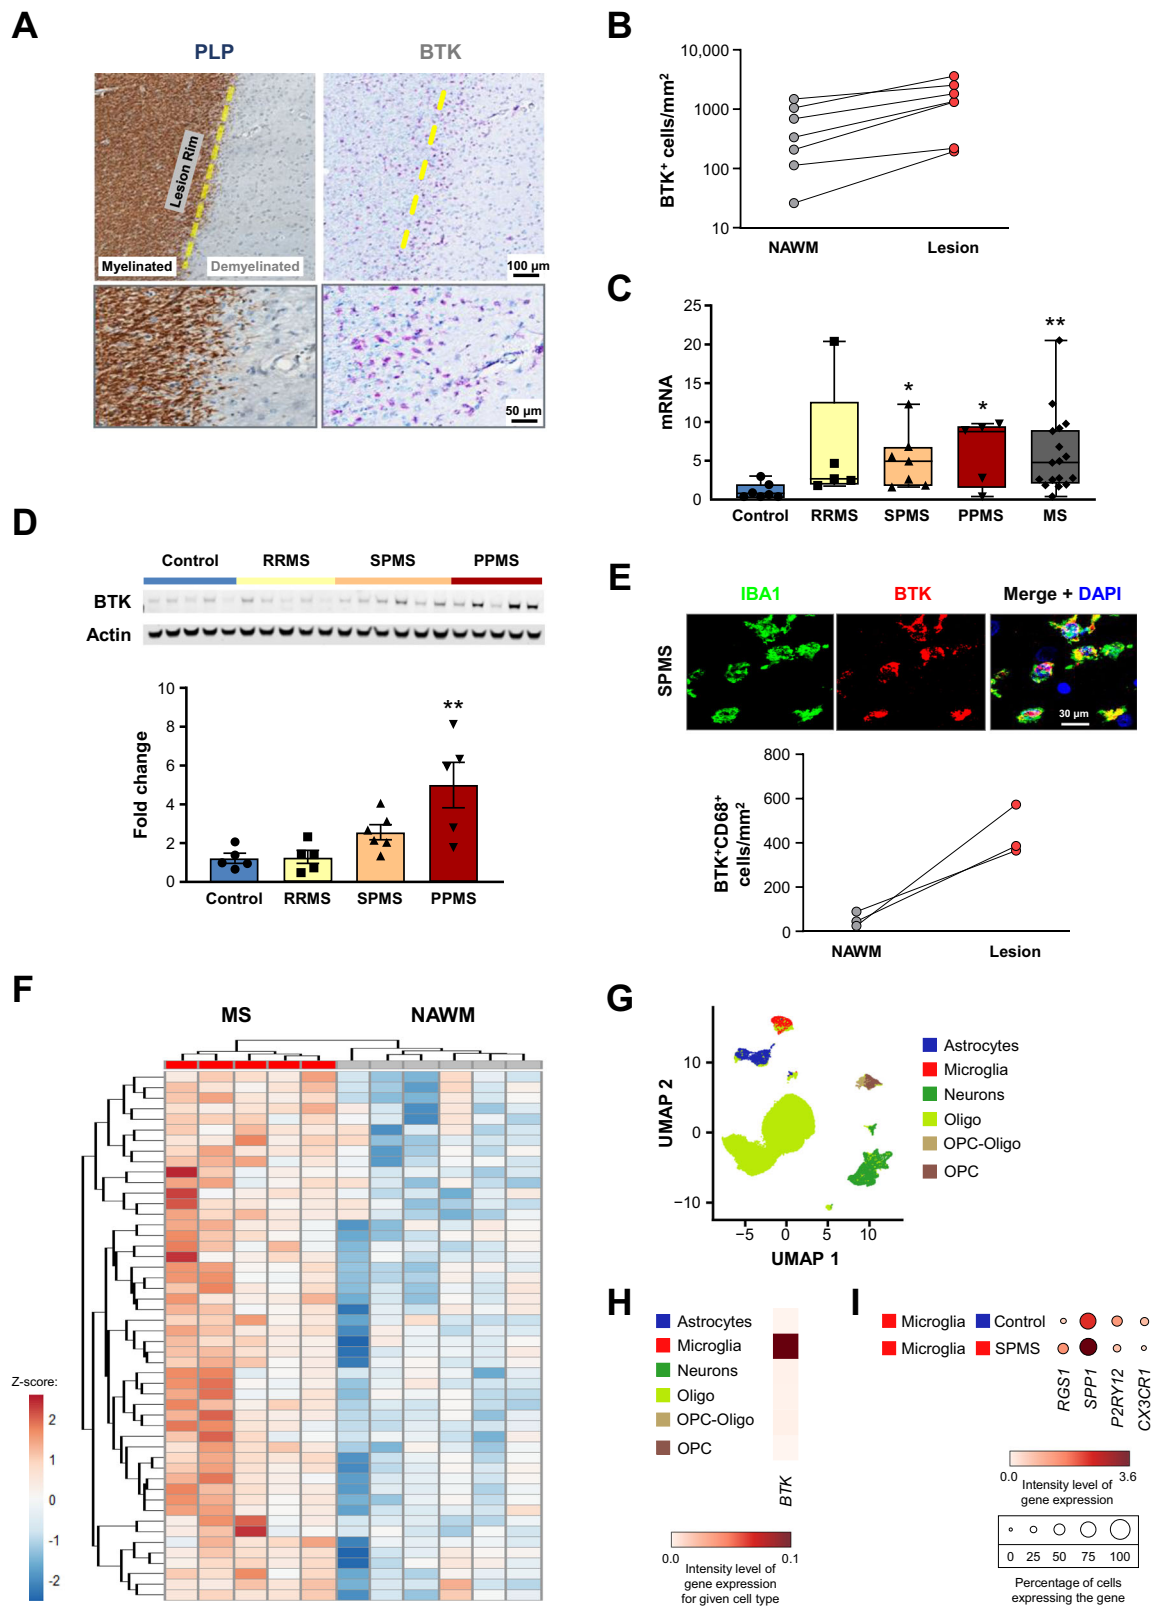 A
PLP
BTK
Lesion Rim
Myelinated
Demyelinated
100 µm
50 µm
B
BTK⁺ cells/mm²
10,000
1000
100
10
NAWM
Lesion
C
mRNA
25
20
15
10
5
0
*
*
**
Control
RRMS
SPMS
PPMS
MS
D
Control
RRMS
SPMS
PPMS
BTK
Actin
Fold change
10
8
6
4
2
0
**
Control
RRMS
SPMS
PPMS
E
IBA1
BTK
Merge + DAPI
SPMS
30 µm
BTK⁺CD68⁺
cells/mm²
800
600
400
200
0
NAWM
Lesion
F
MS
NAWM
Z-score:
2
1
0
-1
-2
G
UMAP 2
10
0
−10
−5
0
5
10
UMAP 1
Astrocytes
Microglia
Neurons
Oligo
OPC-Oligo
OPC
H
Astrocytes
Microglia
Neurons
Oligo
OPC-Oligo
OPC
BTK
0.0
0.1
Intensity level of
gene expression
for given cell type
I
Microglia Control
Microglia SPMS
RGS1
SPP1
P2RY12
CX3CR1
0.0
3.6
Intensity level of
gene expression
0 25 50 75 100
Percentage of cells
expressing the gene